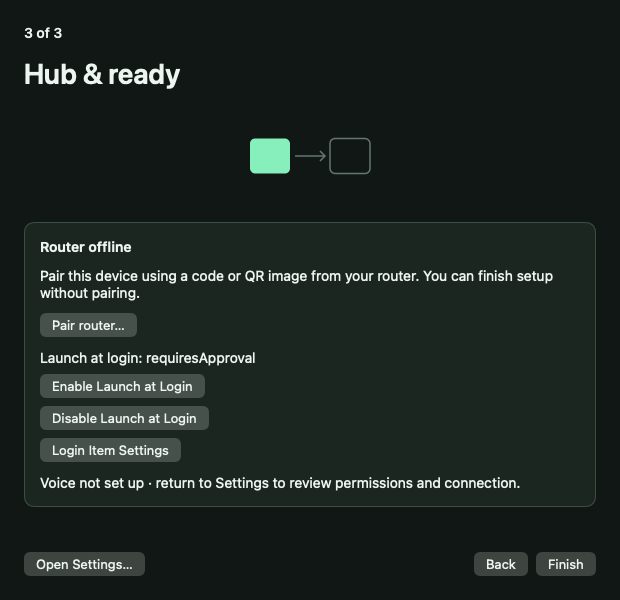 3 of 3
Hub & ready
Router offline
Pair this device using a code or QR image from your router. You can finish setup
without pairing.
Pair router...
Launch at login: requiresApproval
Enable Launch at Login
Disable Launch at Login
Login Item Settings
Voice not set up · return to Settings to review permissions and connection.
Open Settings...
Back
Finish